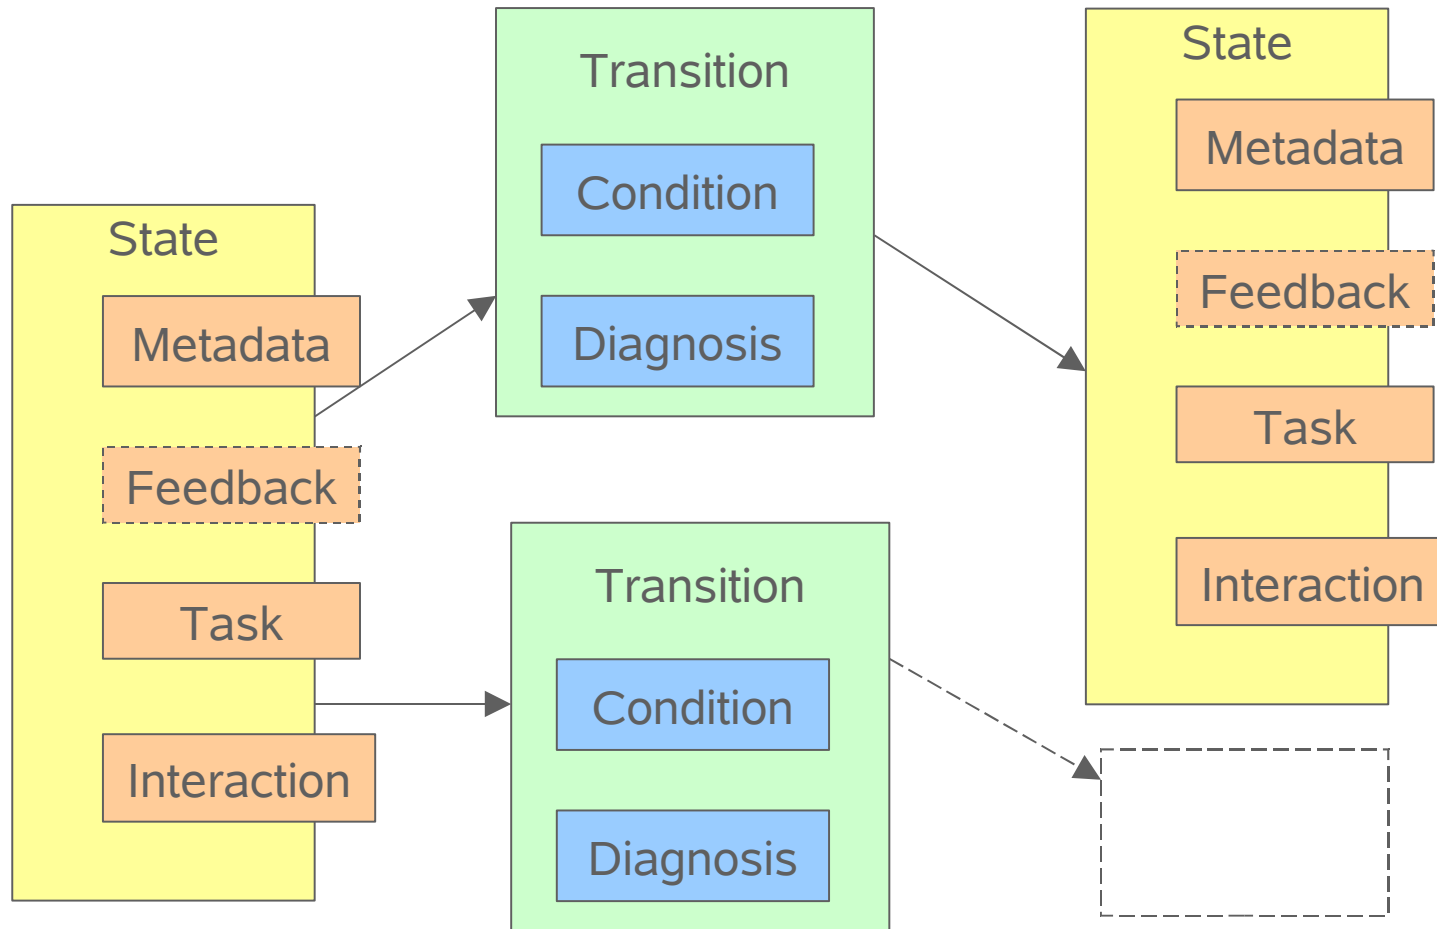 State
Metadata
Feedback
Task
Interaction
Transition
Condition
Diagnosis
Transition
Condition
Diagnosis
State
Metadata
Feedback
Task
Interaction